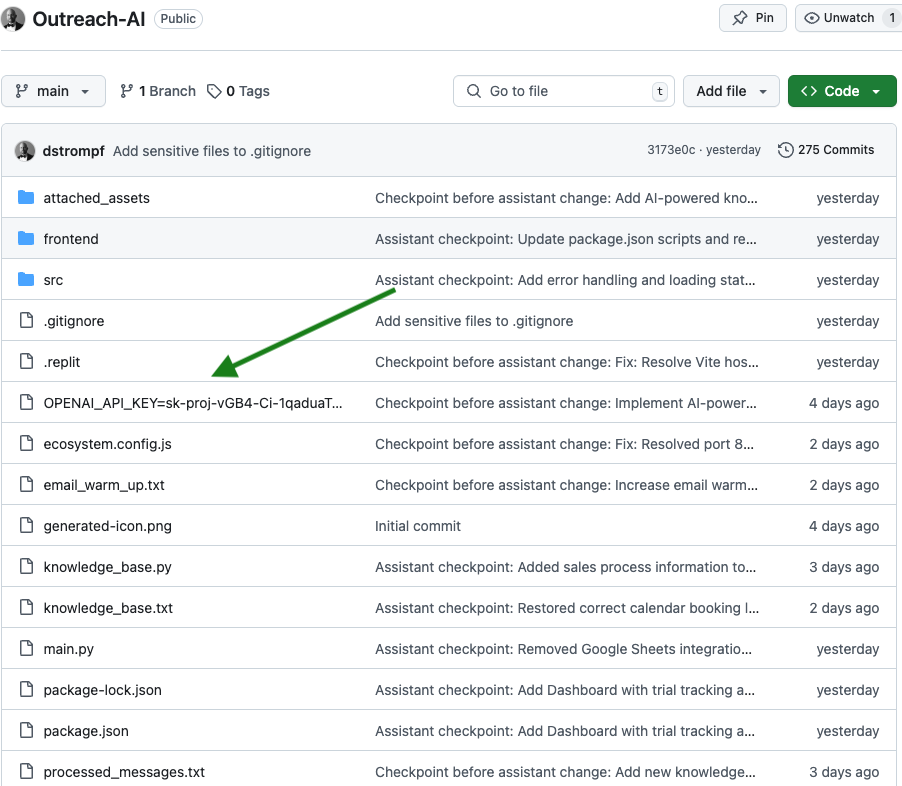 Outreach-AI Public Pin Unwatch 1
main 1 Branch 0 Tags Go to file t Add file Code
dstrompf Add sensitive files to .gitignore 3173e0c · yesterday 275 Commits
attached_assets Checkpoint before assistant change: Add AI-powered kno... yesterday
frontend Assistant checkpoint: Update package.json scripts and re... yesterday
src Assistant checkpoint: Add error handling and loading stat... yesterday
.gitignore Add sensitive files to .gitignore yesterday
.replit Checkpoint before assistant change: Fix: Resolve Vite hos... yesterday
OPENAI_API_KEY=sk-proj-vGB4-Ci-1qaduaT... Checkpoint before assistant change: Implement AI-power... 4 days ago
ecosystem.config.js Checkpoint before assistant change: Fix: Resolved port 8... 2 days ago
email_warm_up.txt Checkpoint before assistant change: Increase email warm... 2 days ago
generated-icon.png Initial commit 4 days ago
knowledge_base.py Assistant checkpoint: Added sales process information to... 3 days ago
knowledge_base.txt Assistant checkpoint: Restored correct calendar booking l... 2 days ago
main.py Assistant checkpoint: Removed Google Sheets integratio... yesterday
package-lock.json Assistant checkpoint: Add Dashboard with trial tracking a... yesterday
package.json Assistant checkpoint: Add Dashboard with trial tracking a... yesterday
processed_messages.txt Checkpoint before assistant change: Add new knowledge... 3 days ago